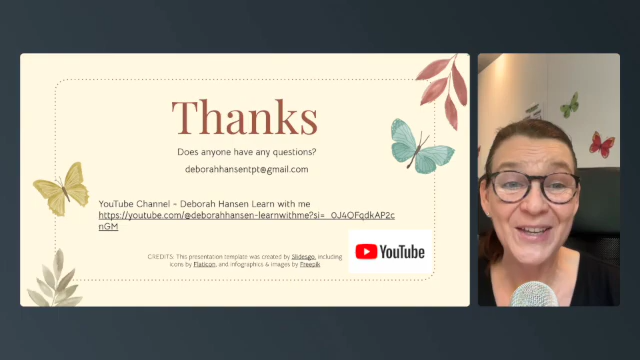 Thanks
Does anyone have any questions?
deborahhansentpt@gmail.com
YouTube Channel - Deborah Hansen Learn with me
https://youtube.com/@deborahhansen-learnwithme?si=_0J4OFqdkAP2c
nGM
YouTube
CREDITS: This presentation template was created by Slidesgo, including
icons by Flaticon, and infographics & images by Freepik